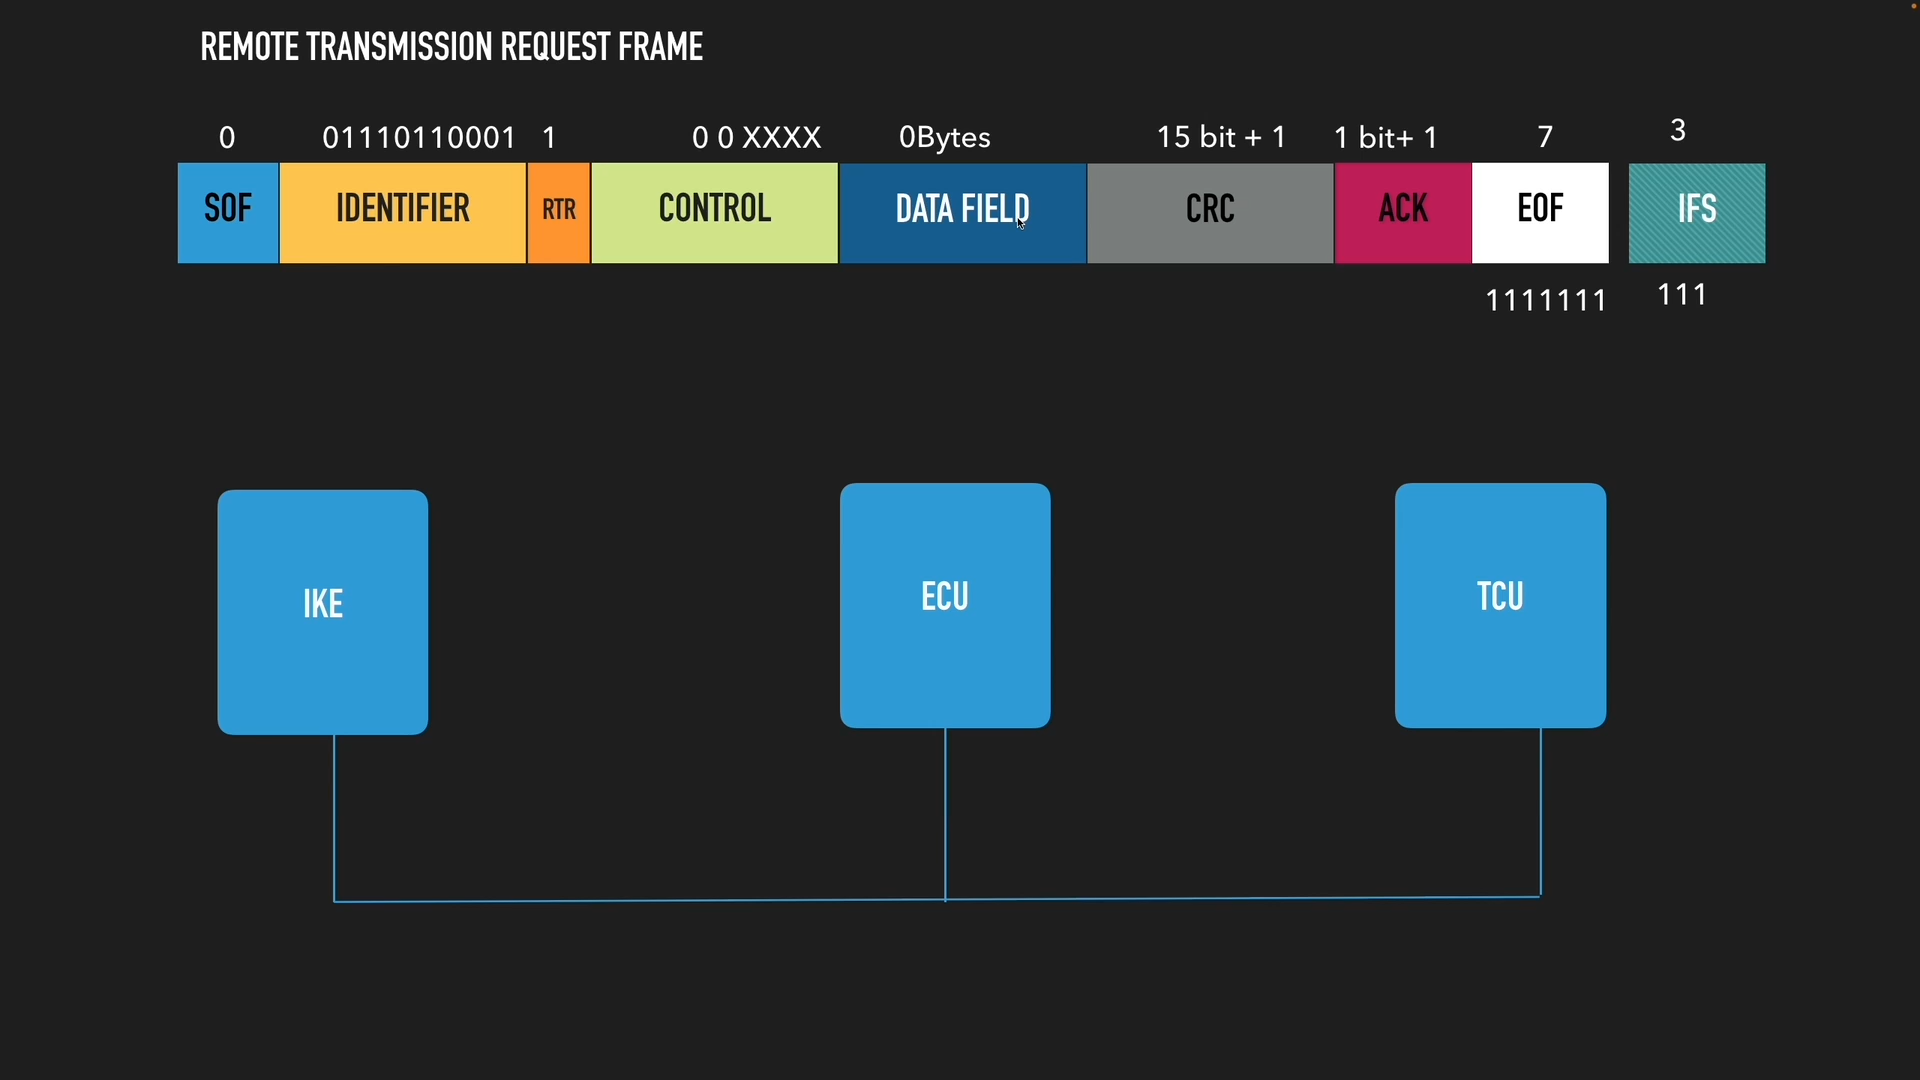 REMOTE TRANSMISSION REQUEST FRAME
0 01110110001 1 0 0 XXXX 0Bytes 15 bit + 1 1 bit+ 1 7 3
SOF IDENTIFIER RTR CONTROL DATA FIELD CRC ACK EOF IFS
1111111 111
IKE ECU TCU